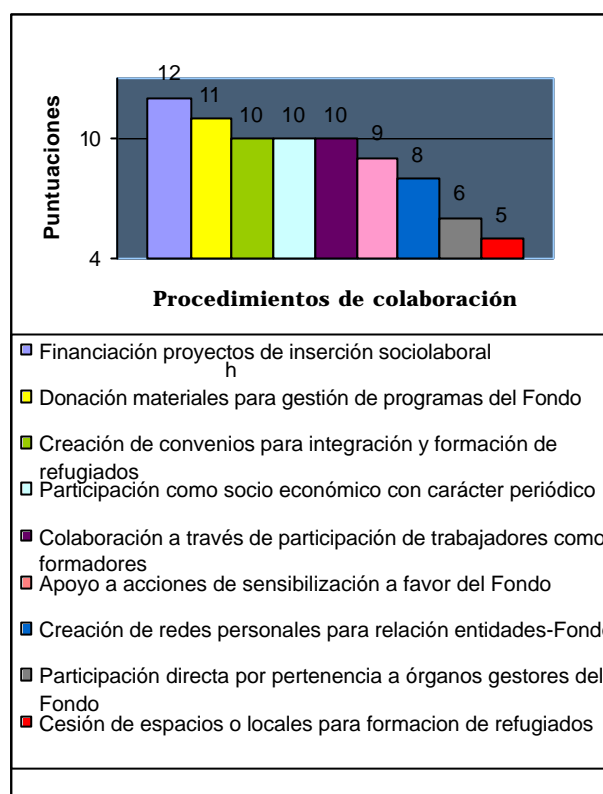 12
11
10
10
10
9
8
6
5
Puntuaciones
10
4
Procedimientos de colaboración
Financiación proyectos de inserción sociolaboral
h
Donación materiales para gestión de programas del Fondo
Creación de convenios para integración y formación de
refugiados
Participación como socio económico con carácter periódico
Colaboración a través de participación de trabajadores como
formadores
Apoyo a acciones de sensibilización a favor del Fondo
Creación de redes personales para relación entidades-Fondo
Participación directa por pertenencia a órganos gestores del
Fondo
Cesión de espacios o locales para formacion de refugiados